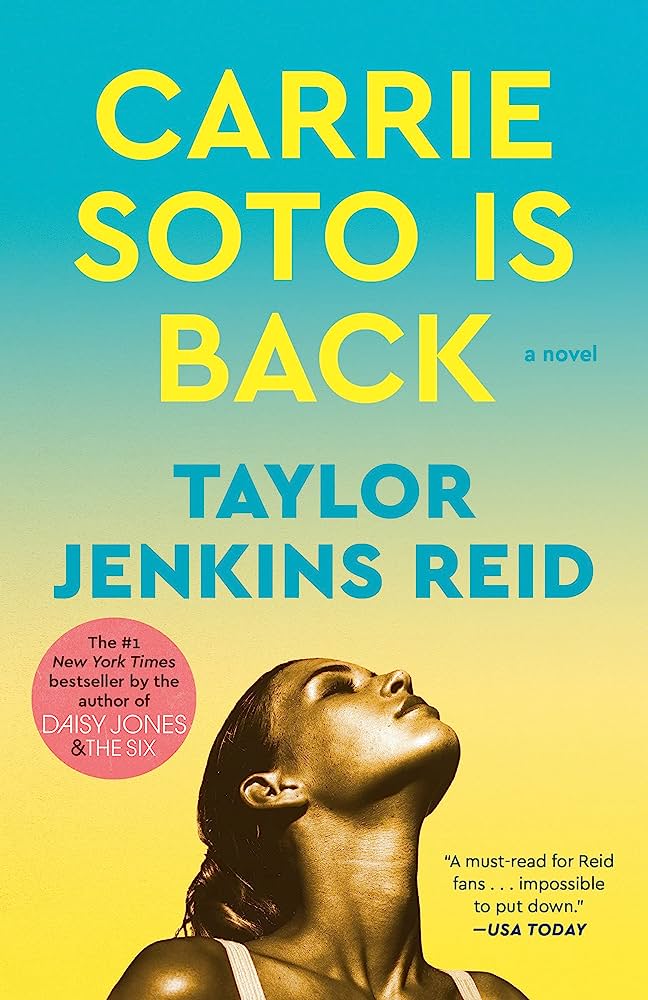 CARRIE
SOTO IS
BACK
a novel
TAYLOR
JENKINS REID
The #1
New York Times
bestseller by the
author of
DAISY JONES
&THE SIX
“A must-read for Reid
fans . . . impossible
to put down.”
—USA TODAY